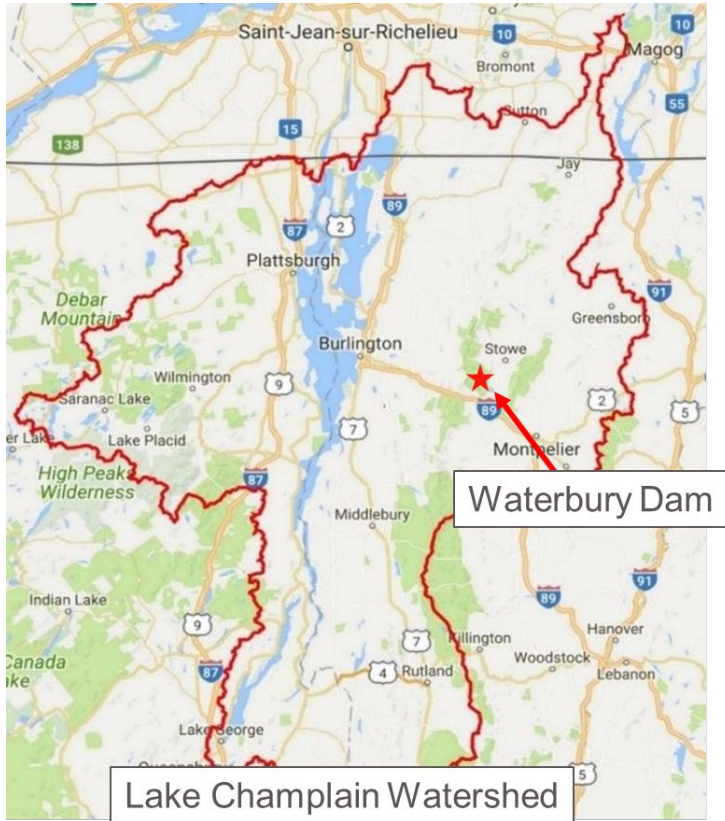 10
10
Saint-Jean-sur-Richelieu
Magog
Bromont
55
Sutton
15
138
Jay
89
2
87
Plattsburgh
91
Debar
Mountain
Greensboro
Burlington
Stowe
Wilmington
9
2
5
Saranac Lake
89
7
Lake Placid
Montpelier
High Peaks
Wilderness
87
Waterbury Dam
Middlebury
91
89
Indian Lake
9
Hanover
7
Killington
Woodstock
Canada
4
Rutland
Lebanon
87
Lake George
5
Lake Champlain Watershed